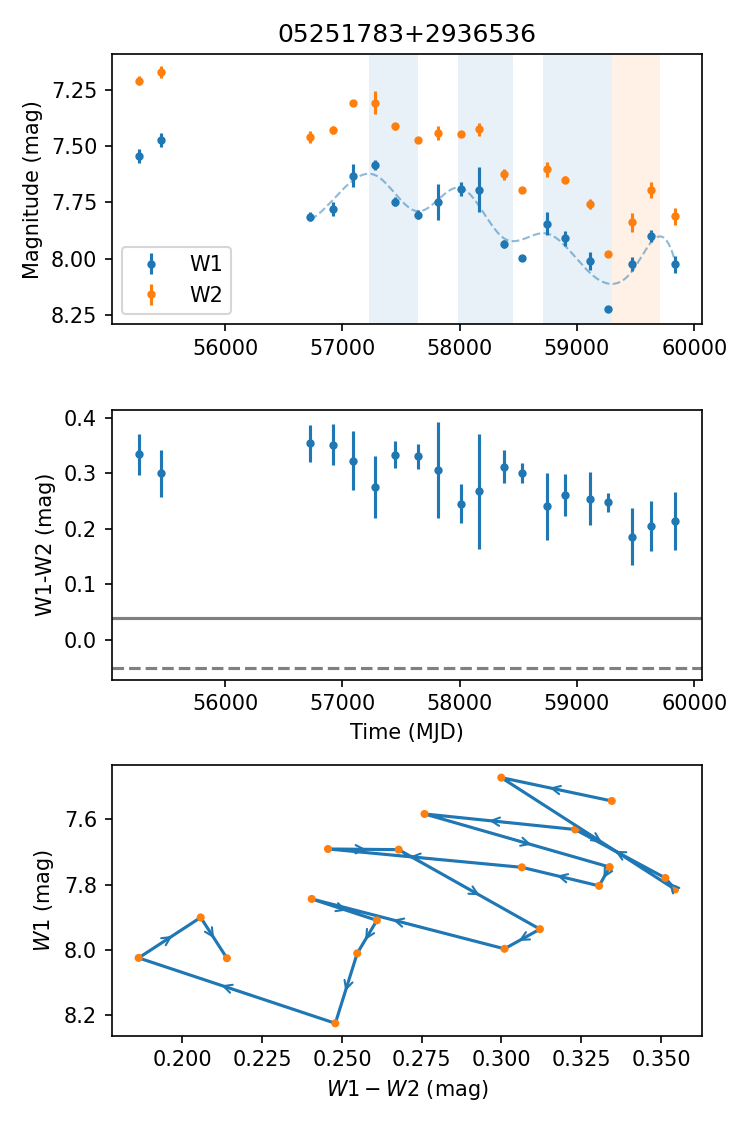 05251783+2936536
Magnitude (mag)
7.25
7.50
7.75
8.00
8.25
W1
W2
56000 57000 58000 59000 60000
W1-W2 (mag)
0.4
0.3
0.2
0.1
0.0
56000 57000 58000 59000 60000
Time (MJD)
W1 (mag)
7.6
7.8
8.0
8.2
0.200 0.225 0.250 0.275 0.300 0.325 0.350
W1 − W2 (mag)